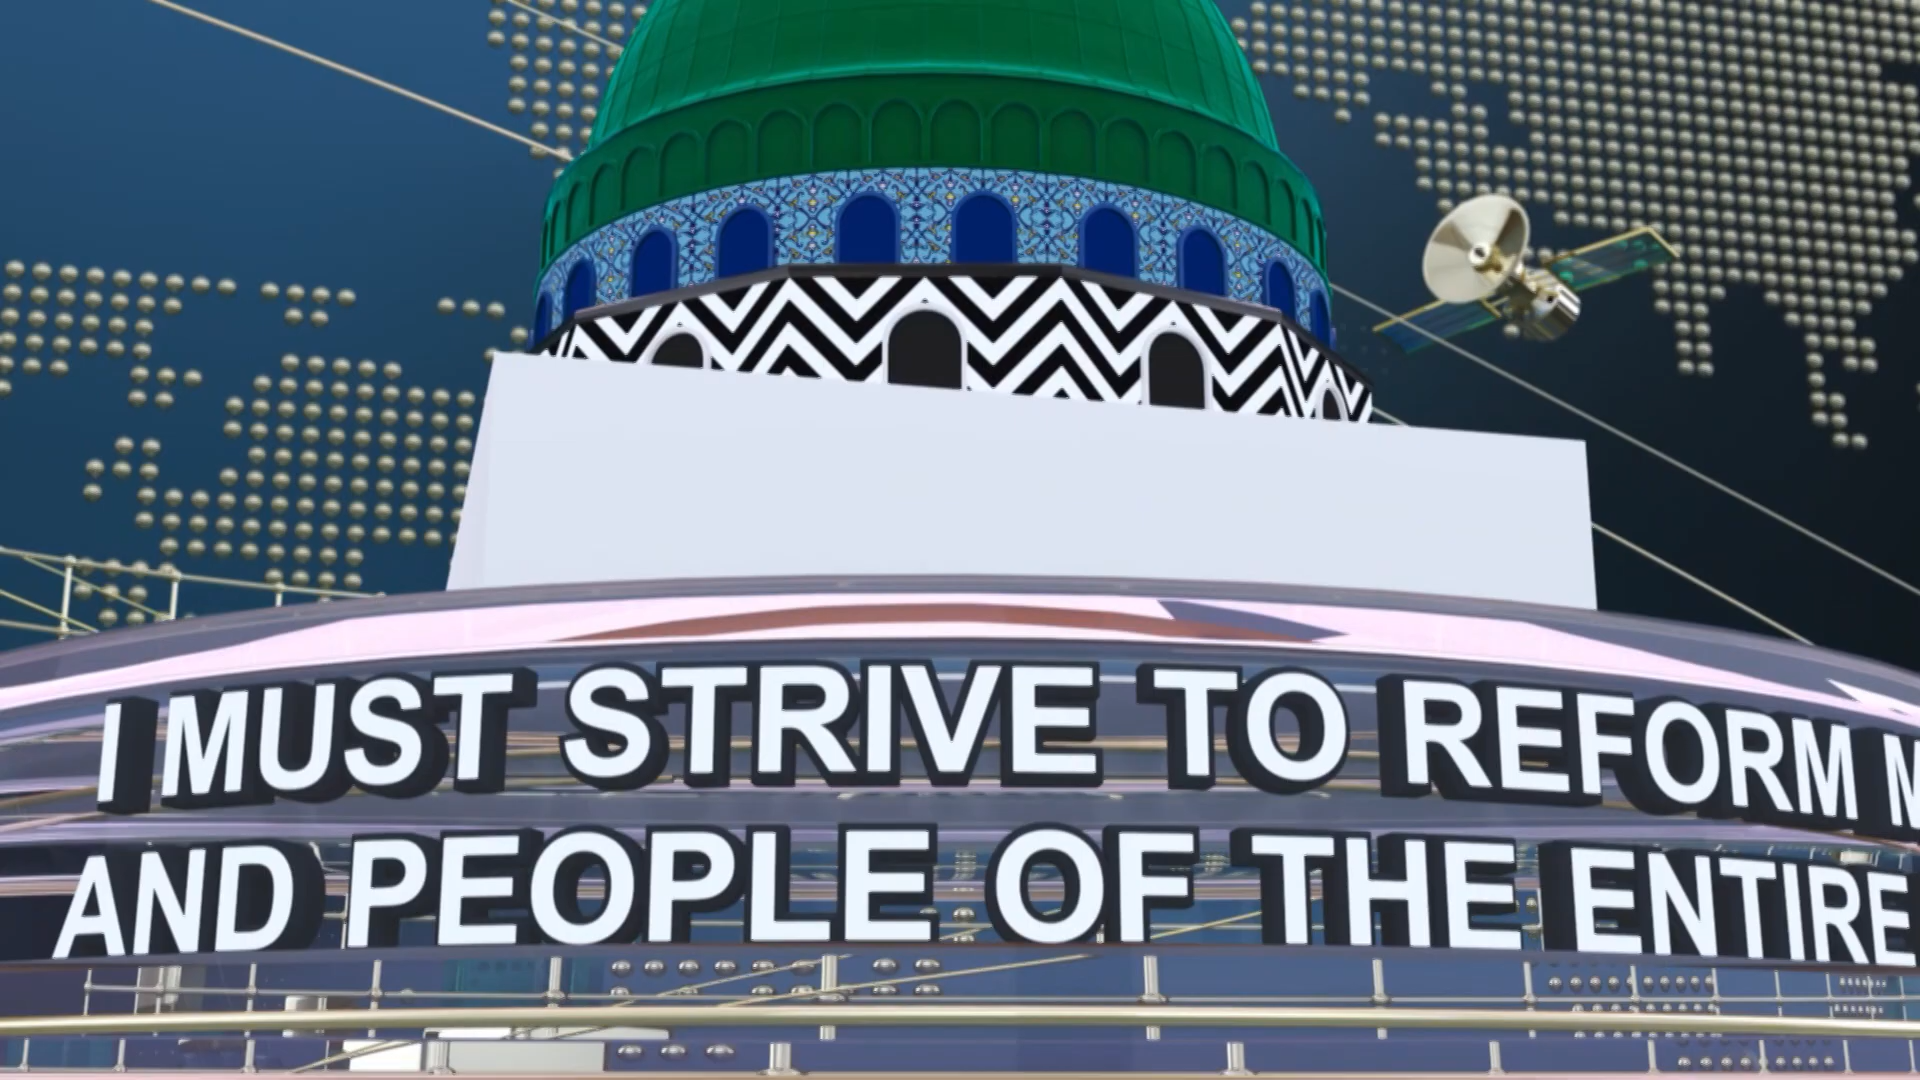 I MUST STRIVE TO REFORM
AND PEOPLE OF THE ENTIRE